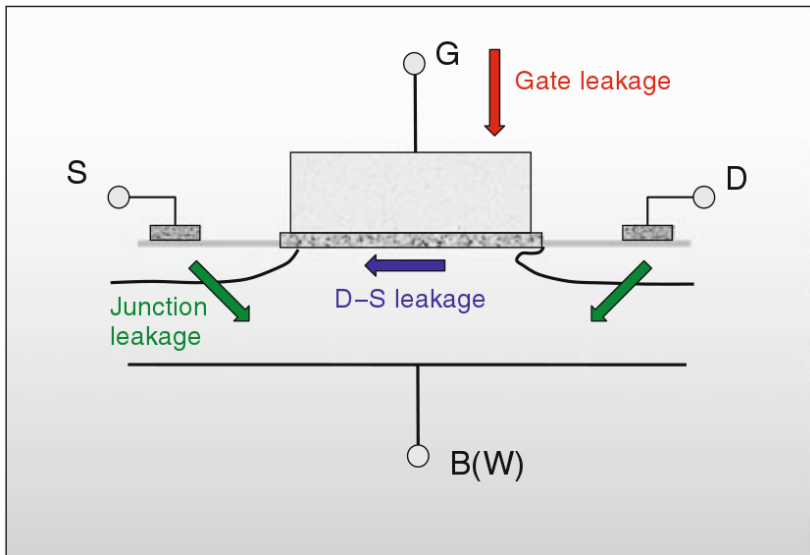 G
Gate leakage
S
D
D–S leakage
Junction
leakage
B(W)